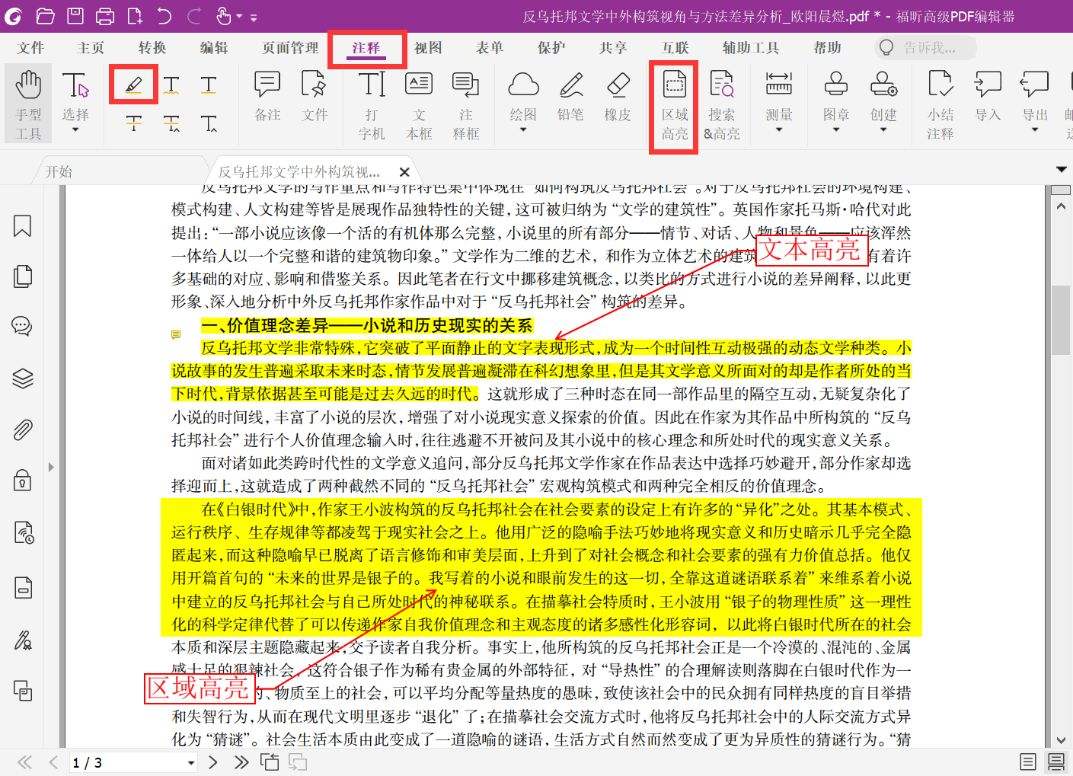 反乌托邦文学中外构筑视角与方法差异分析_欧阳晨煜.pdf * - 福昕高级PDF编辑器
文件 主页 转换 编辑 页面管理 注释 视图 表单 保护 共享 互联 辅助工具 帮助 告诉我...
手型工具 选择 备注 文件 打字机 文本框 注释框 绘图 铅笔 橡皮 区域高亮 搜索&高亮 测量 图章 创建 小结注释 导入 导出
开始 反乌托邦文学中外构筑视...
反乌托邦文学的写作重点和写作特色集中体现在“如何构筑反乌托邦社会”。对于反乌托邦社会的环境构建、
模式构建、人文构建等皆是展现作品独特性的关键,这可被归纳为“文学的建筑性”。英国作家托马斯·哈代对此
提出:“一部小说应该像一个活的有机体那么完整,小说里的所有部分——情节、对话、人物和景色——应该浑然
一体给人以一个完整和谐的建筑物印象。”文学作为二维的艺术,和作为立体艺术的建 有着许
文本高亮
多基础的对应、影响和借鉴关系。因此笔者在行文中挪移建筑概念,以类比的方式进行小说的差异阐释,以此更
形象、深入地分析中外反乌托邦作家作品中对于“反乌托邦社会”构筑的差异。
一、价值理念差异——小说和历史现实的关系
反乌托邦文学非常特殊,它突破了平面静止的文字表现形式,成为一个时间性互动极强的动态文学种类。小
说故事的发生普遍采取未来时态,情节发展普遍凝滞在科幻想象里,但是其文学意义所面对的却是作者所处的当
下时代,背景依据甚至可能是过去久远的时代。这就形成了三种时态在同一部作品里的隔空互动,无疑复杂化了
小说的时间线,丰富了小说的层次,增强了对小说现实意义探索的价值。因此在作家为其作品中所构筑的“反乌
托邦社会”进行个人价值理念输入时,往往逃避不开被问及其小说中的核心理念和所处时代的现实意义关系。
面对诸如此类跨时代性的文学意义追问,部分反乌托邦文学作家在作品表达中选择巧妙避开,部分作家却选
择迎面而上,这就造成了两种截然不同的“反乌托邦社会”宏观构筑模式和两种完全相反的价值理念。
在《白银时代》中,作家王小波构筑的反乌托邦社会在社会要素的设定上有许多的“异化”之处。其基本模式、
运行秩序、生存规律等都凌驾于现实社会之上。他用广泛的隐喻手法巧妙地将现实意义和历史暗示几乎完全隐
匿起来,而这种隐喻早已脱离了语言修饰和审美层面,上升到了对社会概念和社会要素的强有力价值总括。他仅
用开篇首句的“未来的世界是银子的。我写着的小说和眼前发生的这一切,全靠这道谜语联系着”来维系着小说
中建立的反乌托邦社会与自己所处时代的神秘联系。在描摹社会特质时,王小波用“银子的物理性质”这一理性
化的科学定律代替了可以传递作家自我价值理念和主观态度的诸多感性化形容词,以此将白银时代所在的社会
本质和深层主题隐藏起来,交予读者自我分析。事实上,他所构筑的反乌托邦社会正是一个冷漠的、混沌的、金属
感十足的狠辣社会,这符合银子作为稀有贵金属的外部特征,对“导热性”的合理解读则落脚在白银时代作为一
区域高亮
的、物质至上的社会,可以平均分配等量热度的愚昧,致使该社会中的民众拥有同样热度的盲目举措
和失智行为,从而在现代文明里逐步“退化”了;在描摹社会交流方式时,他将反乌托邦社会中的人际交流方式异
化为“猜谜”。社会生活本质由此变成了一道隐喻的谜语,生活方式自然而然变成了更为异质性的猜谜行为。“猜
1 / 3